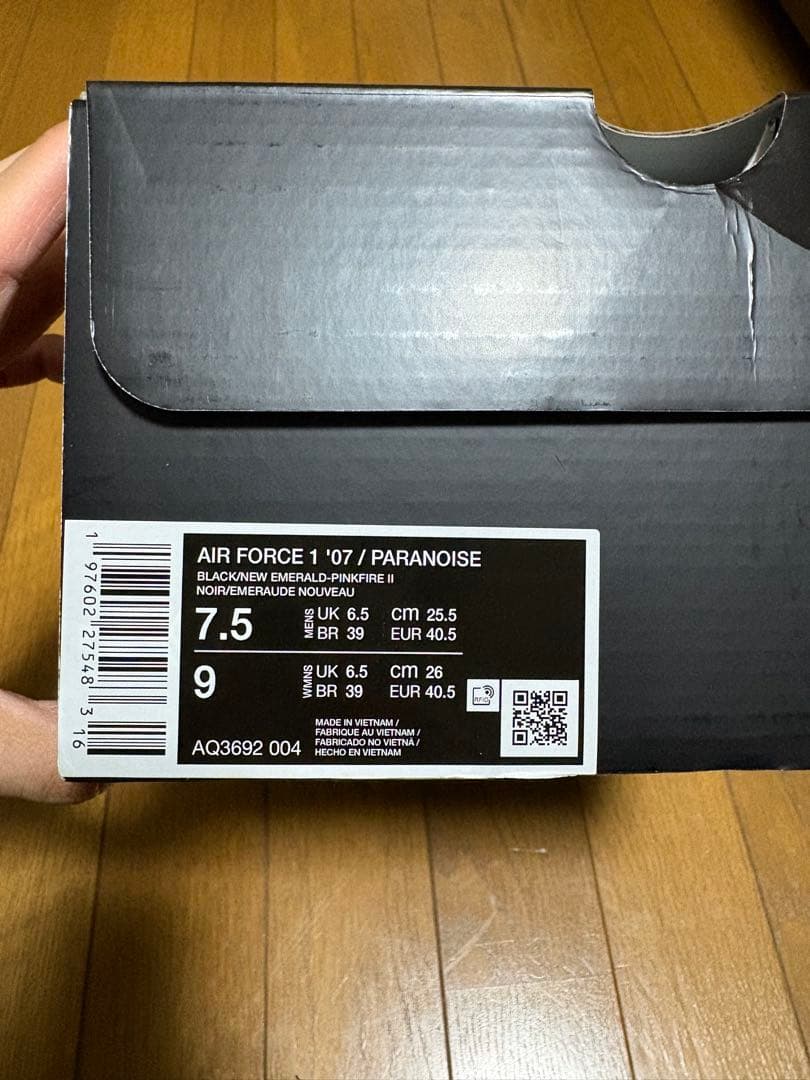 AIR FORCE 1 '07 / PARANOISE
BLACK/NEW EMERALD-PINKFIRE II
NOIR/EMERAUDE NOUVEAU
7.5 MENS UK 6.5 cm 25.5
BR 39 EUR 40.5
9 WMNS UK 6.5 cm 26
BR 39 EUR 40.5
RFID
AQ3692 004
MADE IN VIETNAM /
FABRIQUE AU VIETNAM /
FABRICADO NO VIETNÃ /
HECHO EN VIETNAM
1 97602 27548 3 16